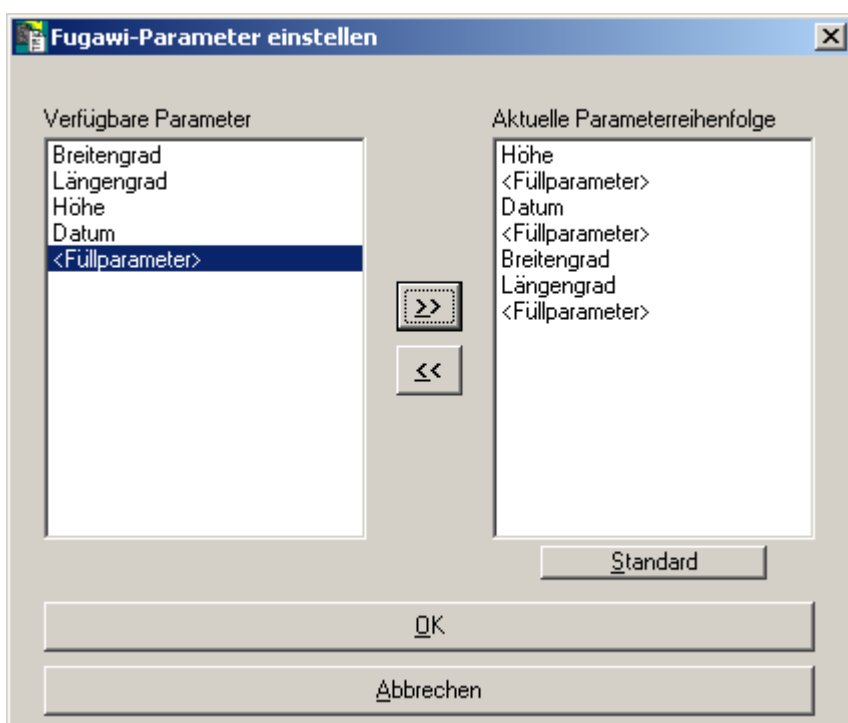 Fugawi-Parameter einstellen
Verfügbare Parameter
Breitengrad
Längengrad
Höhe
Datum
<Füllparameter>
>>
<<
Aktuelle Parameterreihenfolge
Höhe
<Füllparameter>
Datum
<Füllparameter>
Breitengrad
Längengrad
<Füllparameter>
Standard
OK
Abbrechen